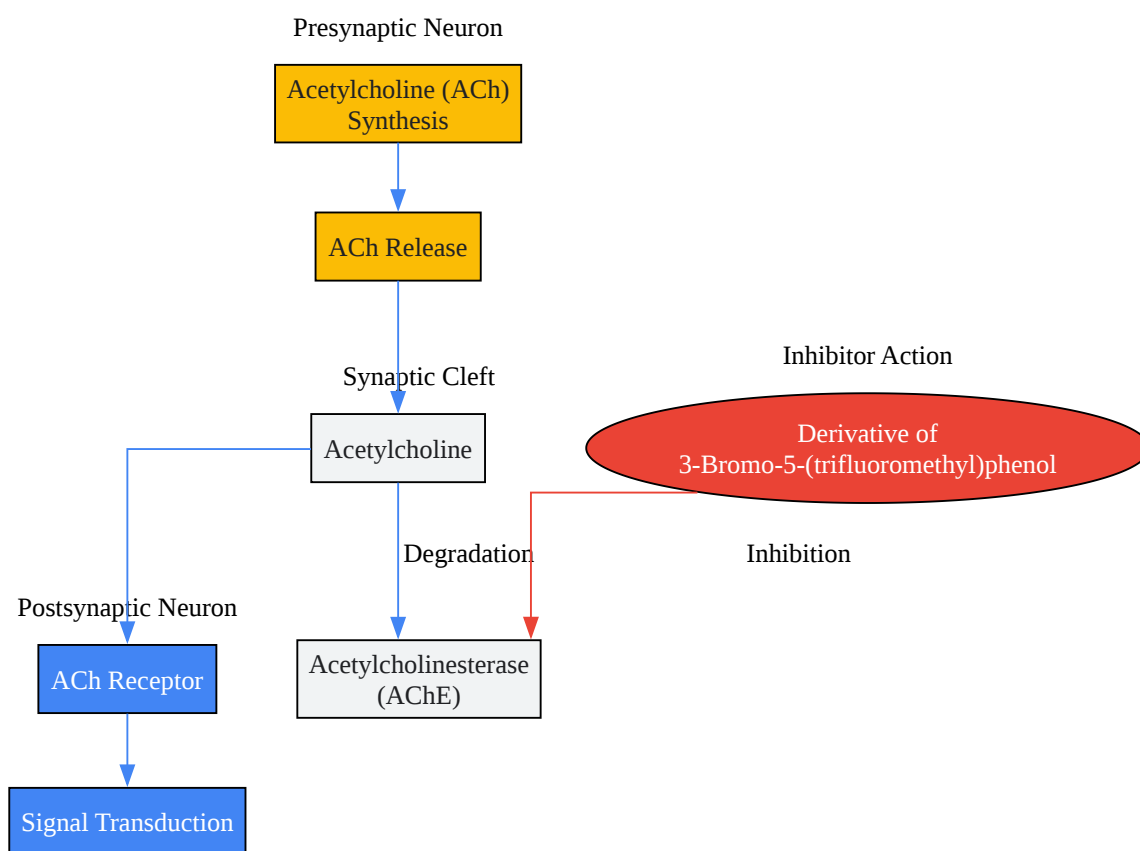 Presynaptic Neuron
Acetylcholine (ACh)
Synthesis
ACh Release
Synaptic Cleft
Inhibitor Action
Acetylcholine
Derivative of
3-Bromo-5-(trifluoromethyl)phenol
Degradation
Inhibition
Postsynaptic Neuron
ACh Receptor
Acetylcholinesterase
(AChE)
Signal Transduction